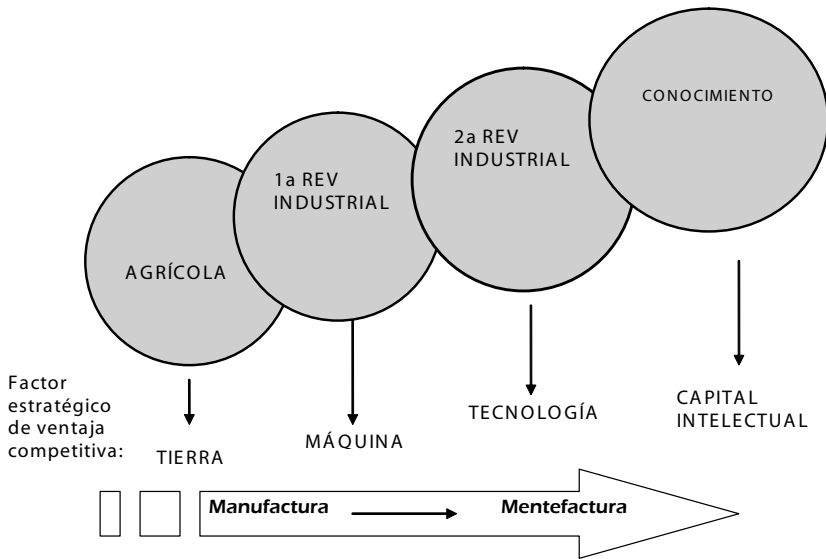 CONOCIMIENTO
2a REV
INDUSTRIAL
1a REV
INDUSTRIAL
AGRÍCOLA
Factor
estratégico
de ventaja
competitiva:
TIERRA
MÁQUINA
TECNOLOGÍA
CAPITAL
INTELECTUAL
Manufactura
Mentefactura